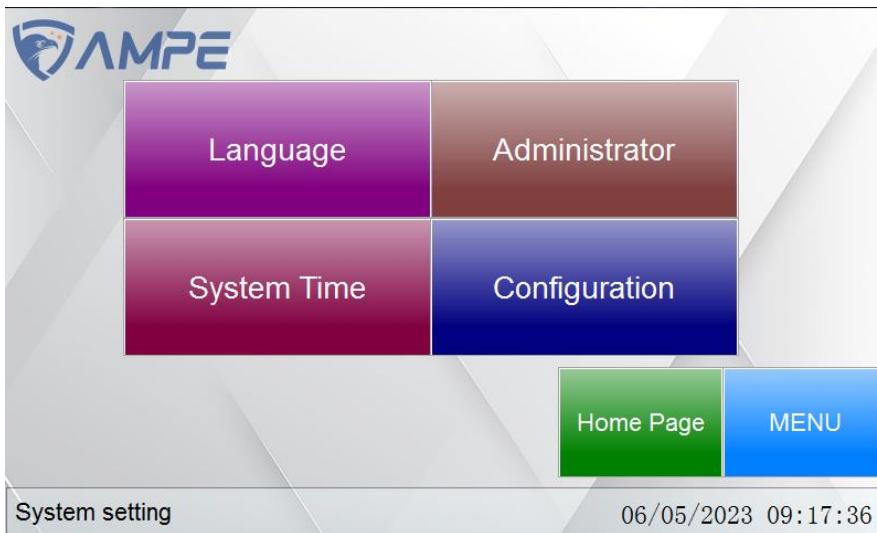 AMPE
Language
Administrator
System Time
Configuration
Home Page
MENU
System setting
06/05/2023 09:17:36